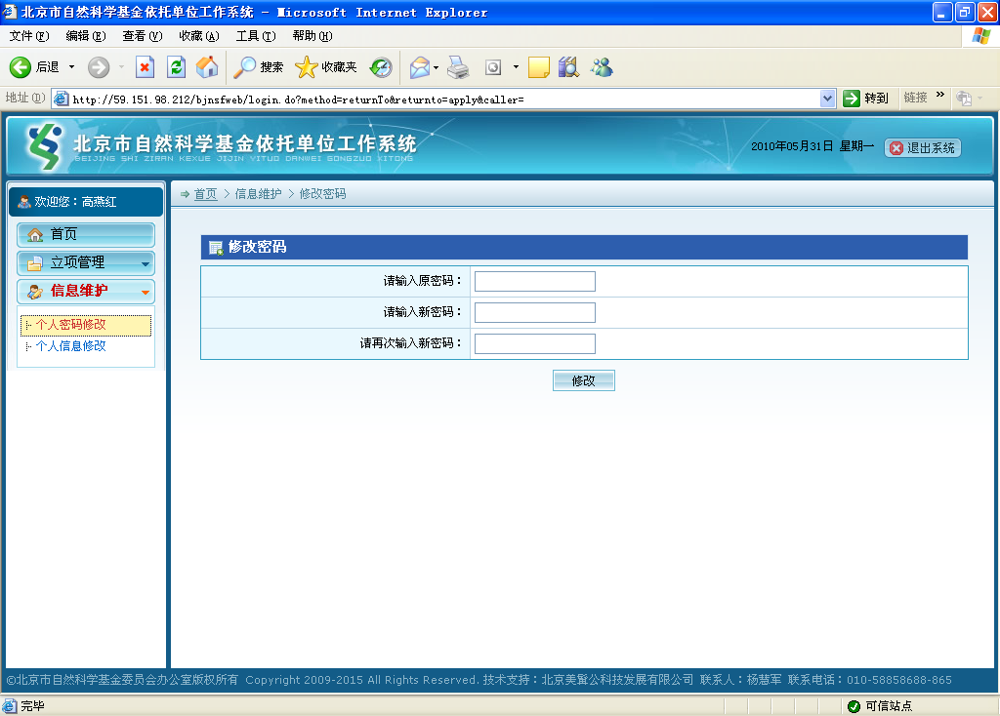 北京市自然科学基金依托单位工作系统 - Microsoft Internet Explorer
文件(F) 编辑(E) 查看(V) 收藏(A) 工具(T) 帮助(H)
后退 搜索 收藏夹
地址(D) http://59.151.98.212/bjnsfweb/login.do?method=returnTo&returnto=apply&caller= 转到 链接 »
北京市自然科学基金依托单位工作系统
BEIJING SHI ZIRAN KEXUE JIJIN YITUO DANWEI GONGZUO XITONG
2010年05月31日 星期一 退出系统
欢迎您：高燕红
首页 > 信息维护 > 修改密码
首页
立项管理
信息维护
个人密码修改
个人信息修改
修改密码
请输入原密码：
请输入新密码：
请再次输入新密码：
修改
©北京市自然科学基金委员会办公室版权所有 Copyright 2009-2015 All Rights Reserved. 技术支持：北京美髯公科技发展有限公司 联系人：杨慧军 联系电话：010-58858688-865
完毕 可信站点